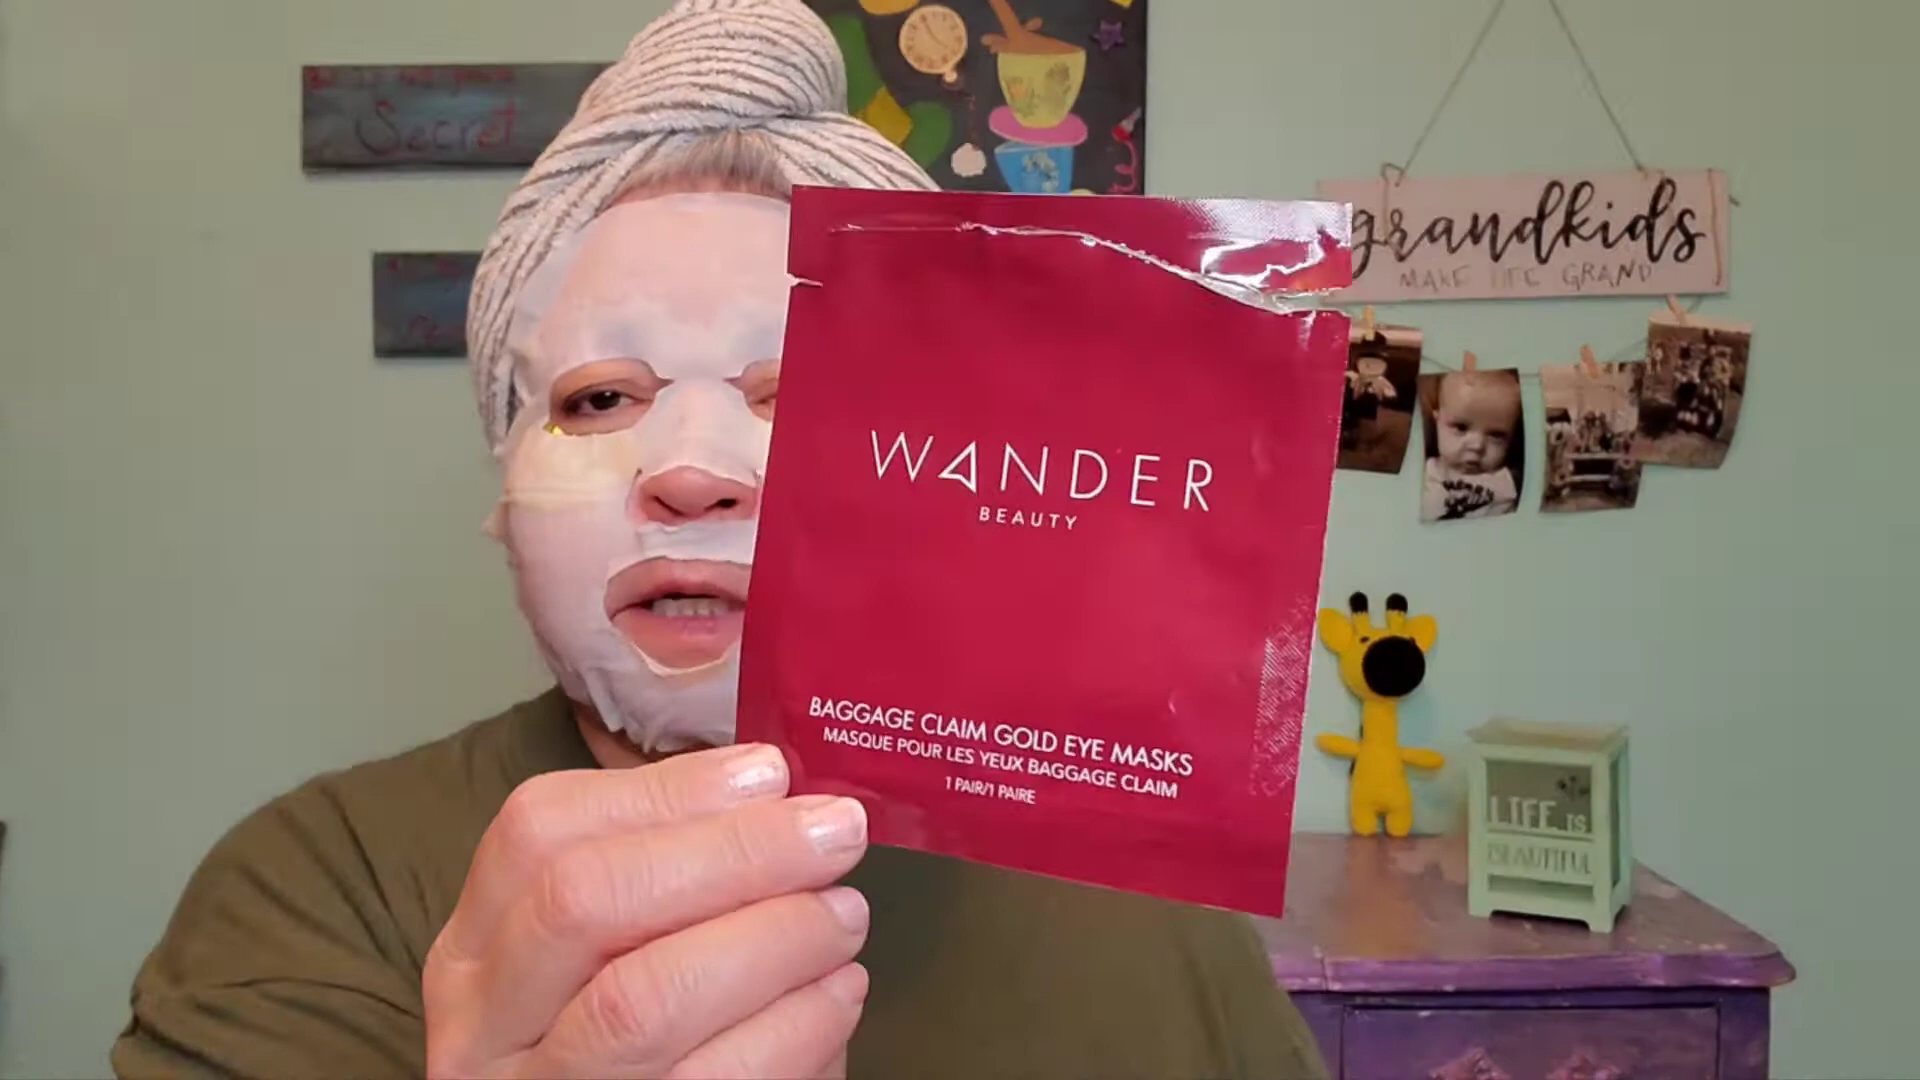 Secret
grandkids
MAKE LIFE GRAND
WANDER
BEAUTY
BAGGAGE CLAIM GOLD EYE MASKS
MASQUE POUR LES YEUX BAGGAGE CLAIM
1 PAIR/1 PAIRE
LIFE IS
BEAUTIFUL